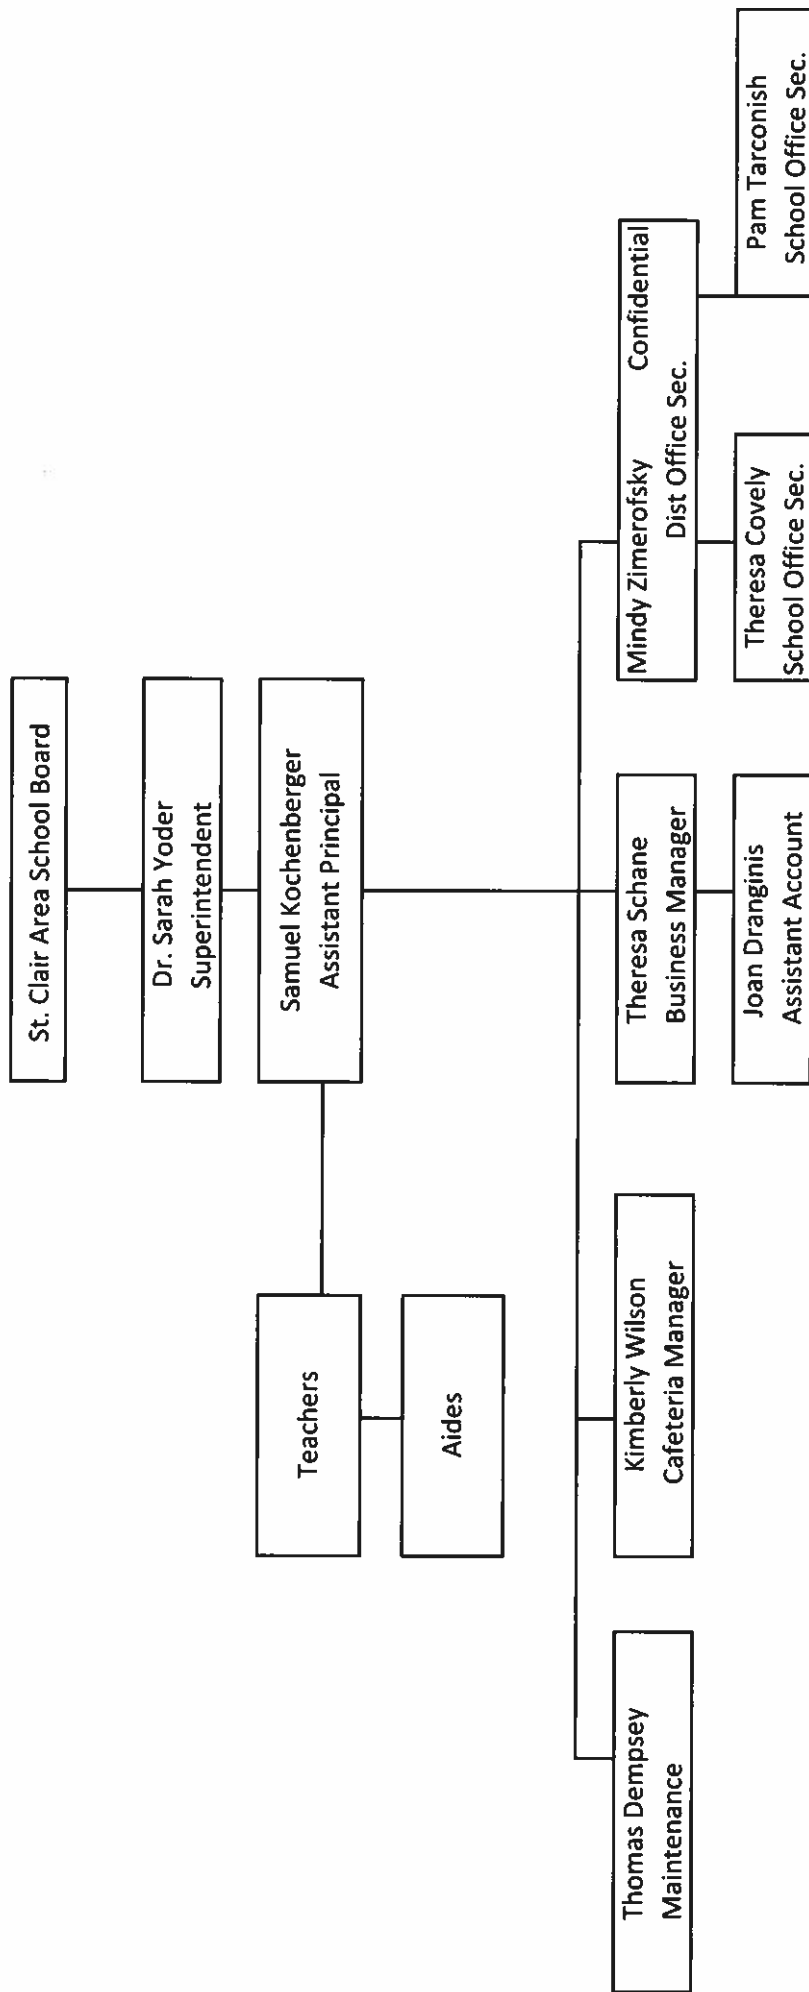 St. Clair Area School Board
Dr. Sarah Yoder
Superintendent
Samuel Kochenberger
Assistant Principal
Teachers
Aides
Thomas Dempsey
Maintenance
Kimberly Wilson
Cafeteria Manager
Theresa Schane
Business Manager
Mindy Zimerofsky Confidential
Dist Office Sec.
Joan Dranginis
Assistant Account
Theresa Covely
School Office Sec.
Pam Tarconish
School Office Sec.